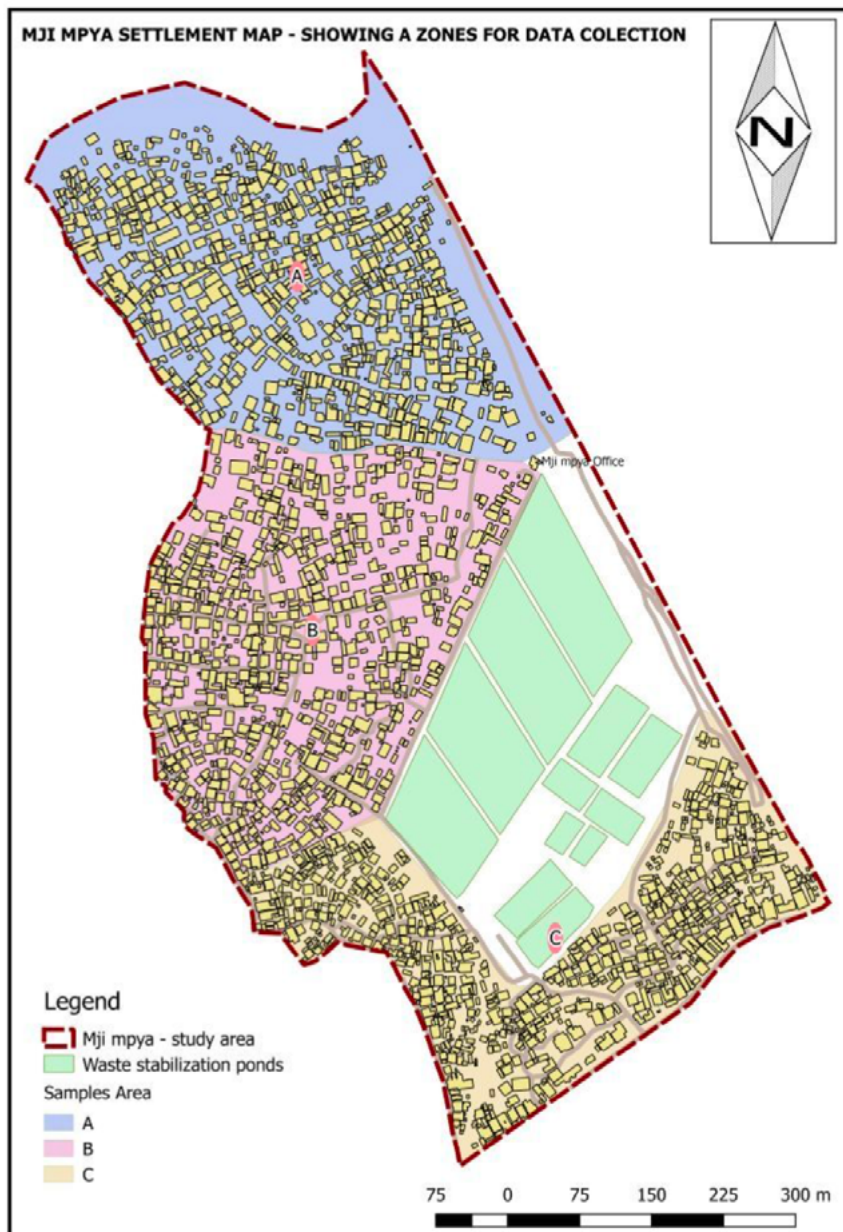 MJI MPYA SETTLEMENT MAP - SHOWING A ZONES FOR DATA COLECTION
N
A
Mji mpya Office
B
C
Legend
Mji mpya - study area
Waste stabilization ponds
Samples Area
A
B
C
75 0 75 150 225 300 m